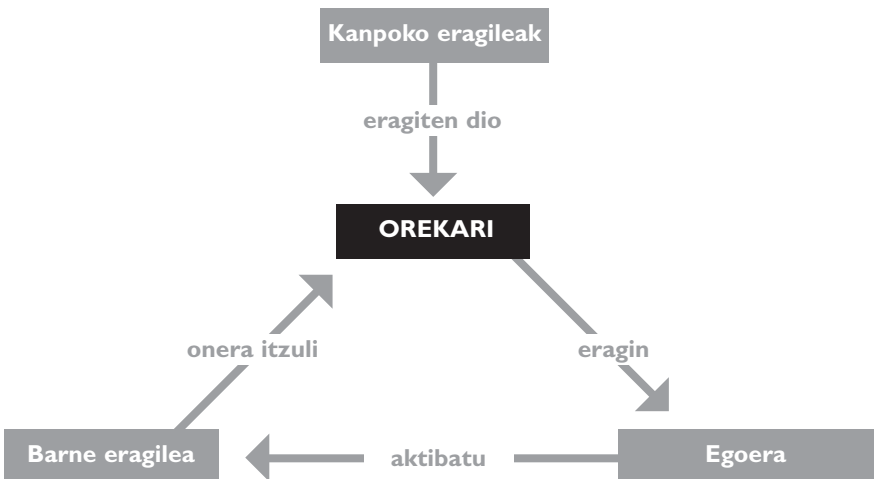 Kanpoko eragileak
eragiten dio
OREKARI
onera itzuli
eragin
Barne eragilea
aktibatu
Egoera